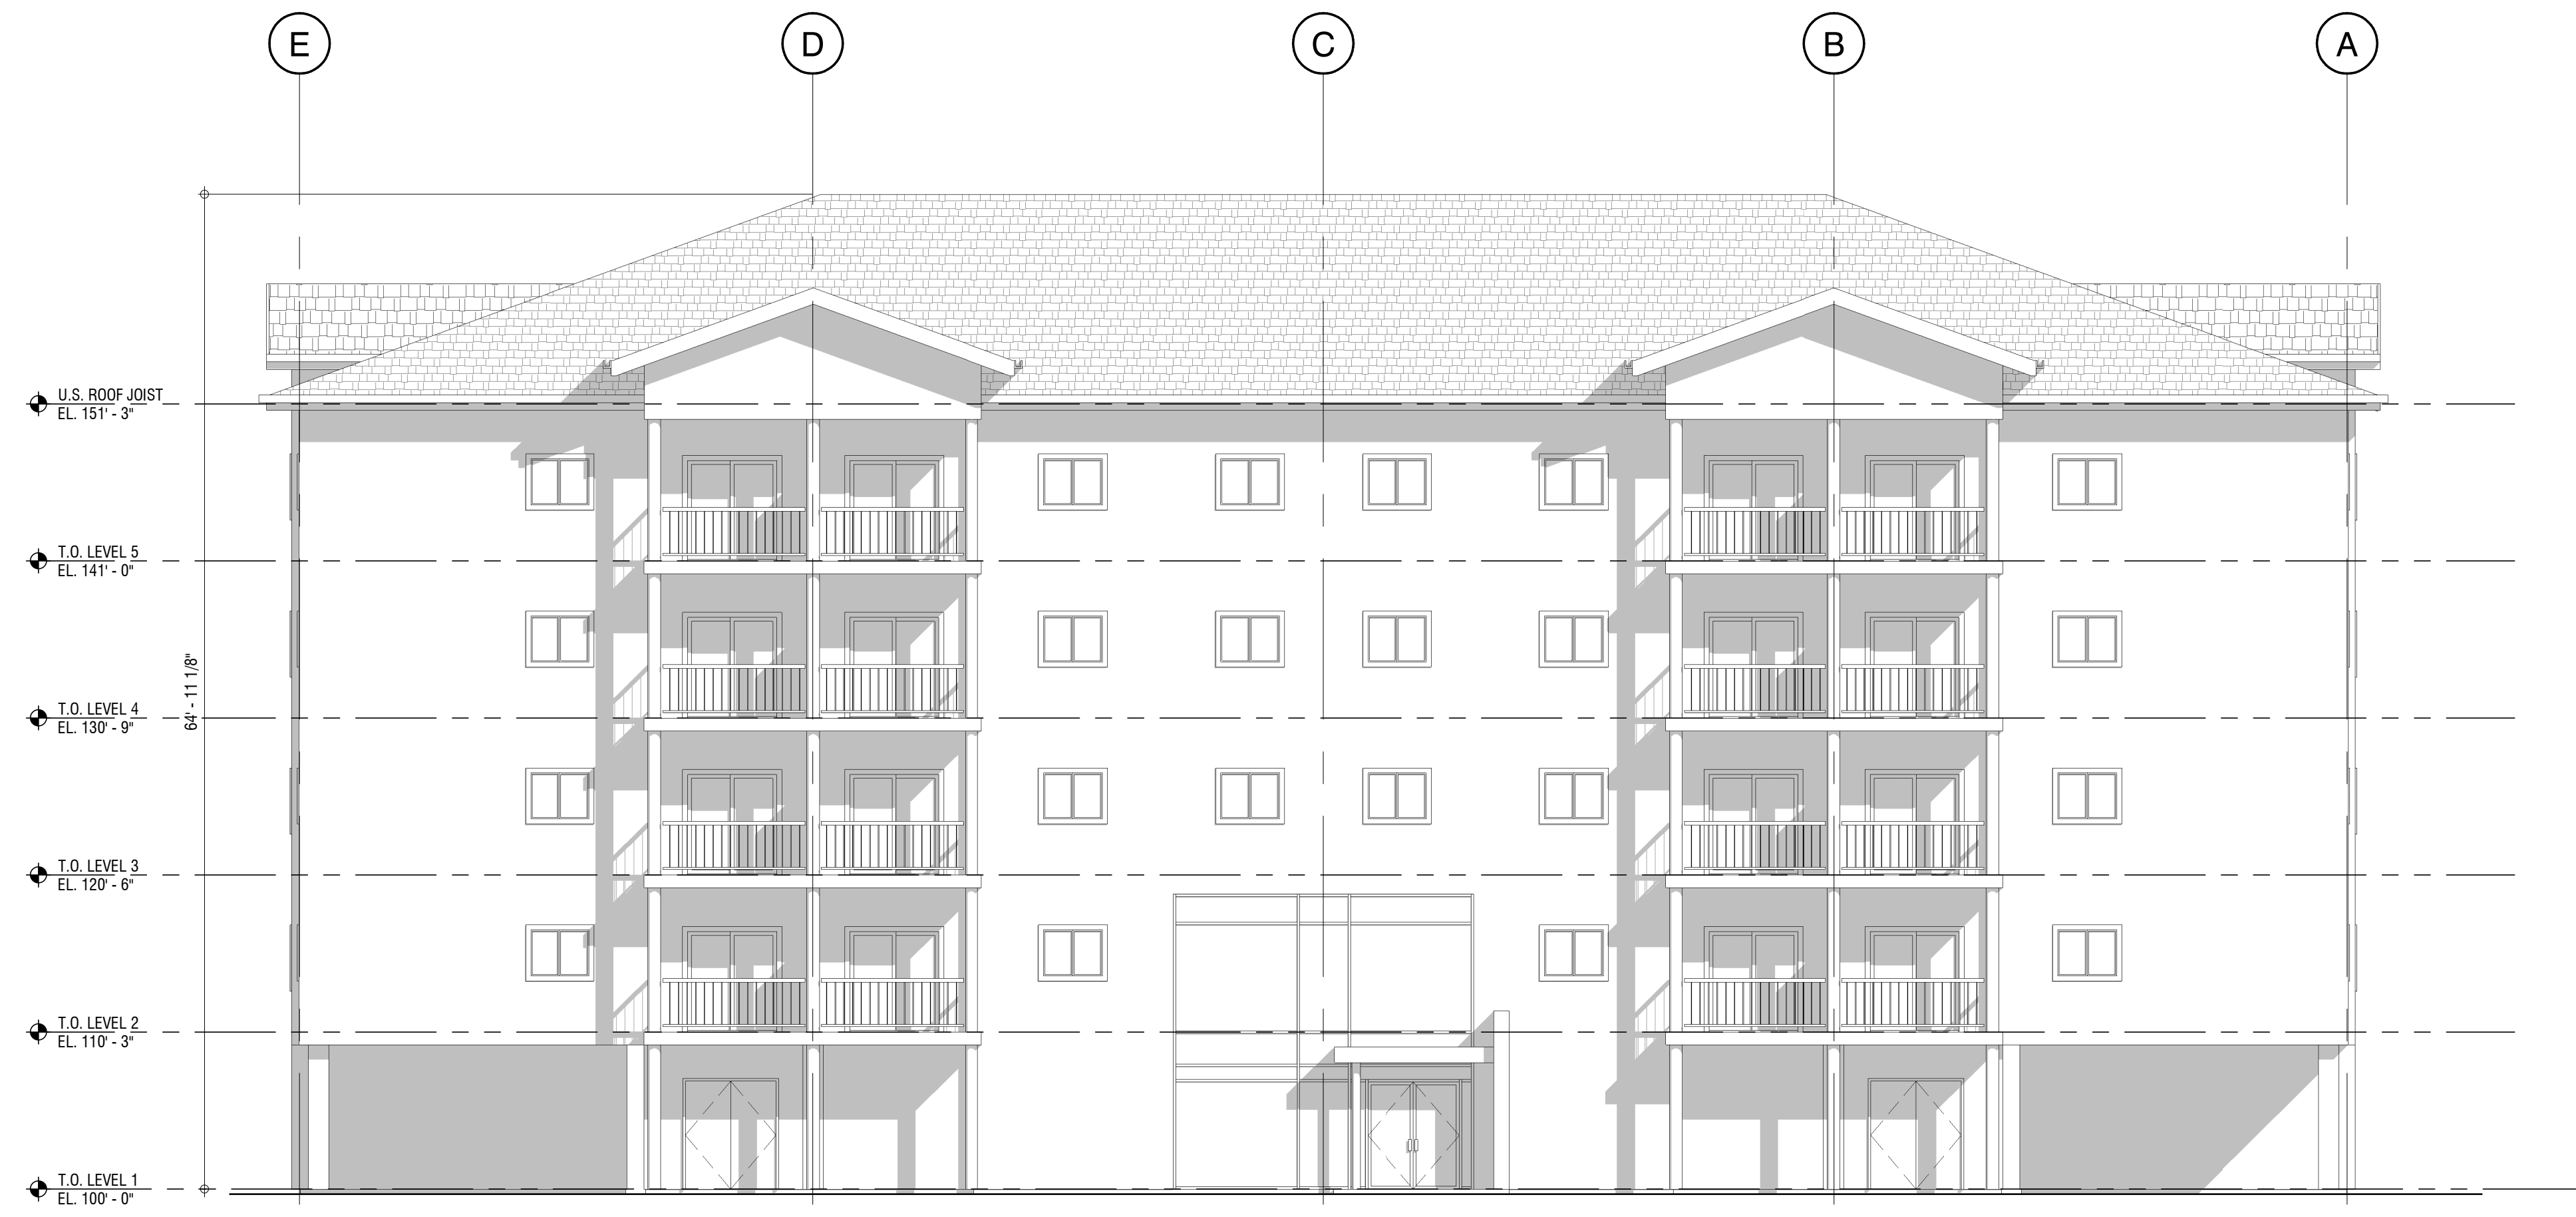 E
D
C
B
A
U.S. ROOF JOIST
EL. 151' - 3"
T.O. LEVEL 5
EL. 141' - 0"
64' - 11 1/8"
T.O. LEVEL 4
EL. 130' - 9"
T.O. LEVEL 3
EL. 120' - 6"
T.O. LEVEL 2
EL. 110' - 3"
T.O. LEVEL 1
EL. 100' - 0"